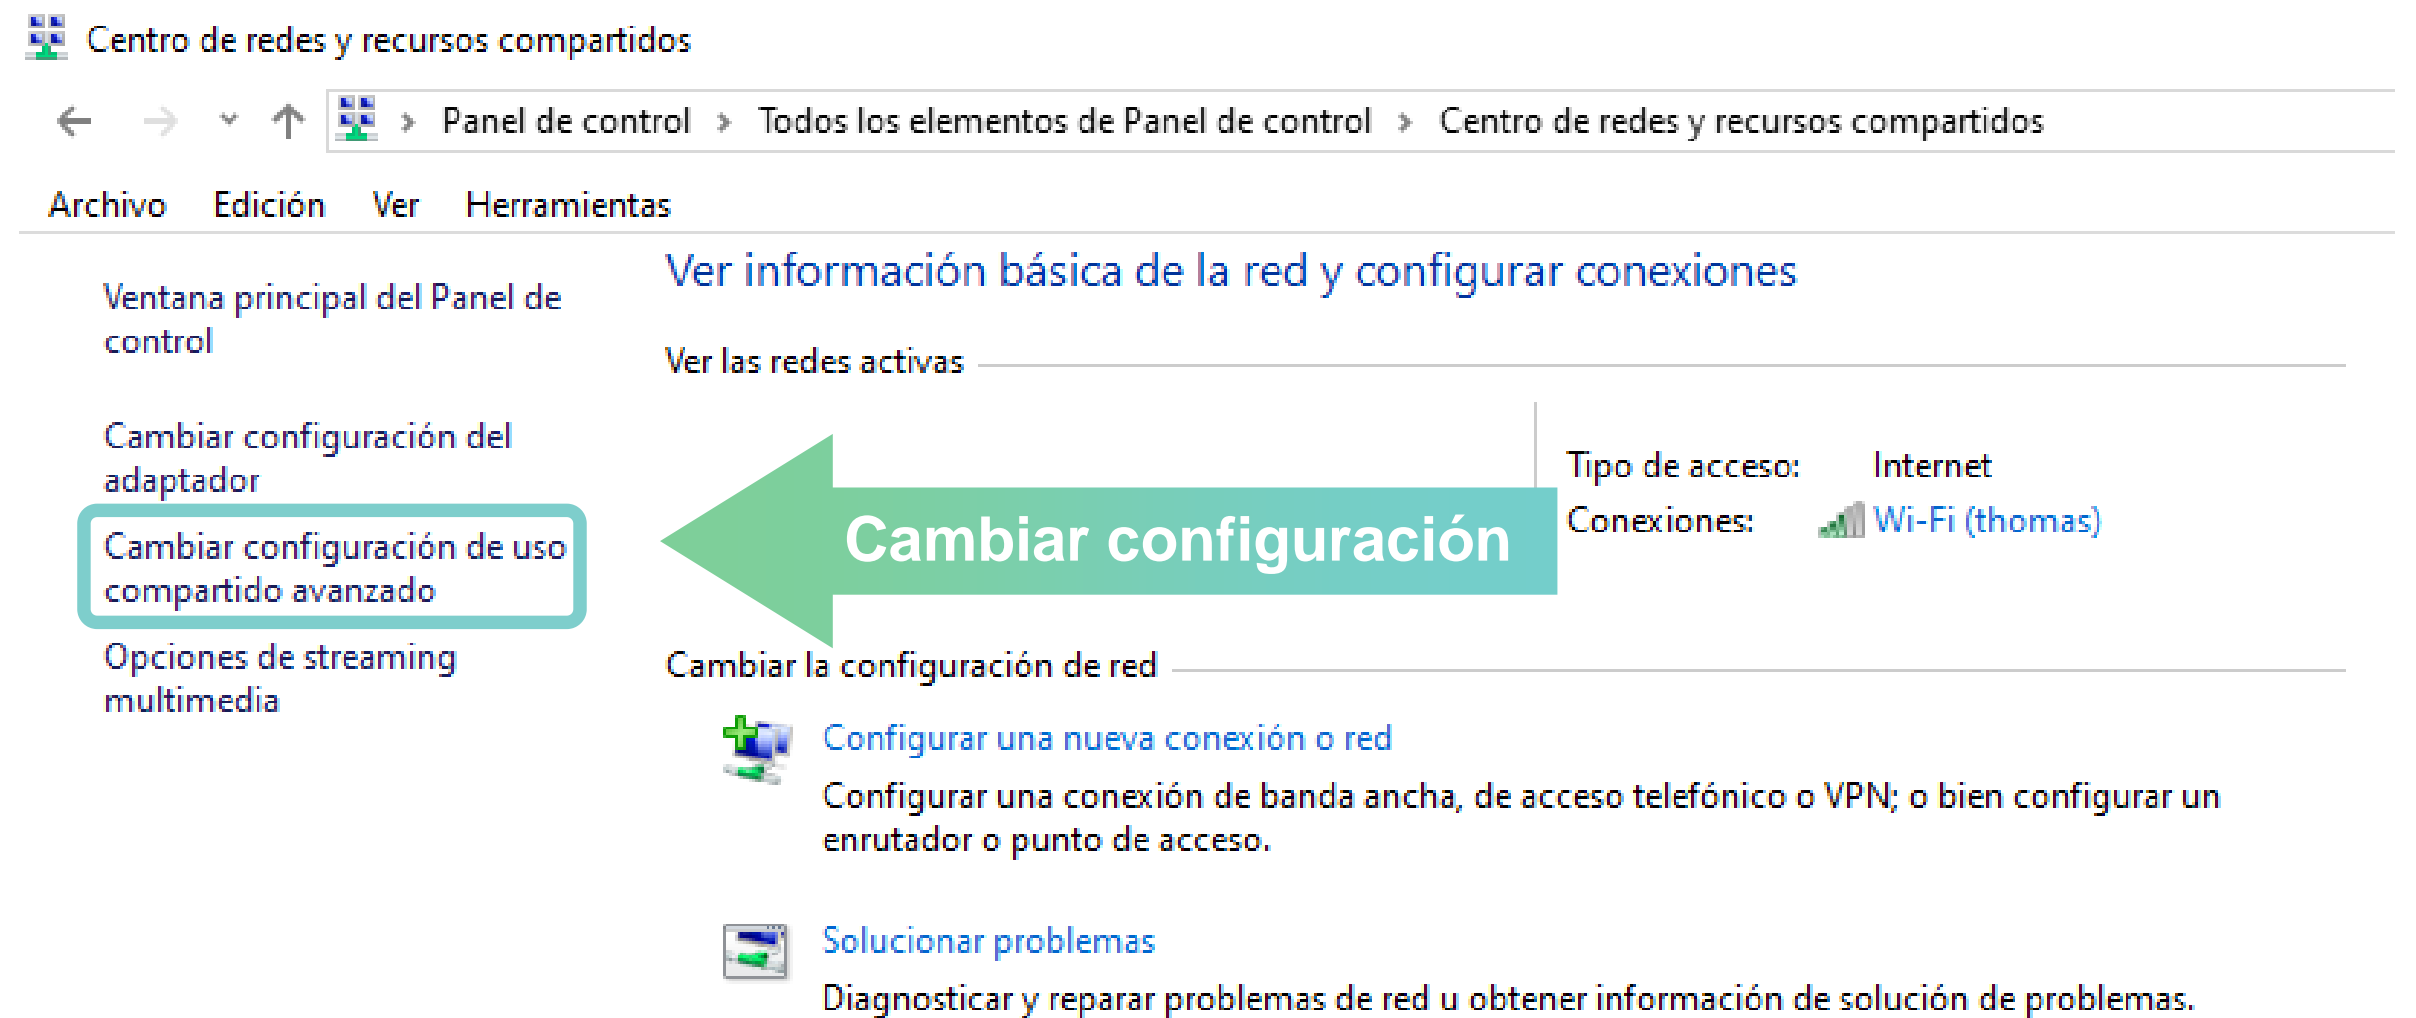 Centro de redes y recursos compartidos
Panel de control > Todos los elementos de Panel de control > Centro de redes y recursos compartidos
Archivo Edición Ver Herramientas
Ventana principal del Panel de
control
Cambiar configuración del
adaptador
Cambiar configuración de uso
compartido avanzado
Opciones de streaming
multimedia
Ver información básica de la red y configurar conexiones
Ver las redes activas
Cambiar configuración
Tipo de acceso: Internet
Conexiones: Wi-Fi (thomas)
Cambiar la configuración de red
Configurar una nueva conexión o red
Configurar una conexión de banda ancha, de acceso telefónico o VPN; o bien configurar un
enrutador o punto de acceso.
Solucionar problemas
Diagnosticar y reparar problemas de red u obtener información de solución de problemas.